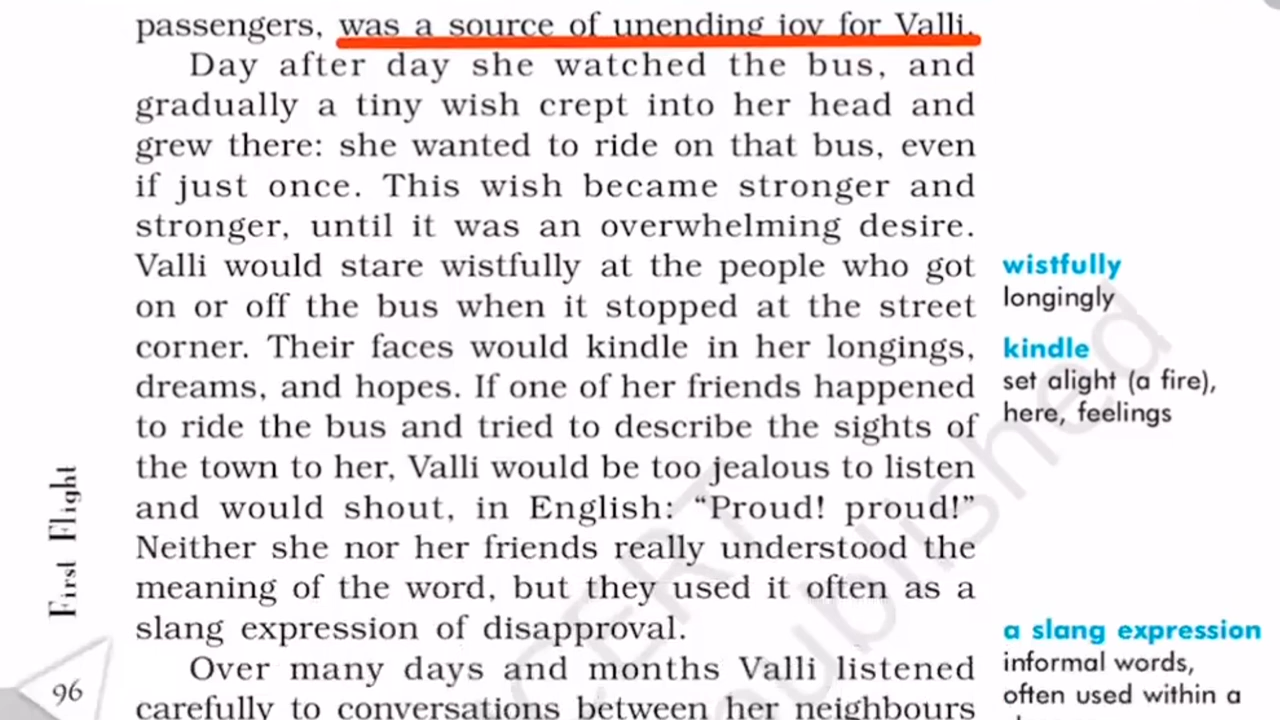 passengers, was a source of unending joy for Valli.
Day after day she watched the bus, and
gradually a tiny wish crept into her head and
grew there: she wanted to ride on that bus, even
if just once. This wish became stronger and
stronger, until it was an overwhelming desire.
Valli would stare wistfully at the people who got
on or off the bus when it stopped at the street
corner. Their faces would kindle in her longings,
dreams, and hopes. If one of her friends happened
to ride the bus and tried to describe the sights of
the town to her, Valli would be too jealous to listen
and would shout, in English: “Proud! proud!”
Neither she nor her friends really understood the
meaning of the word, but they used it often as a
slang expression of disapproval.
Over many days and months Valli listened
carefully to conversations between her neighbours
wistfully
longingly
kindle
set alight (a fire),
here, feelings
a slang expression
informal words,
often used within a
First Flight
96